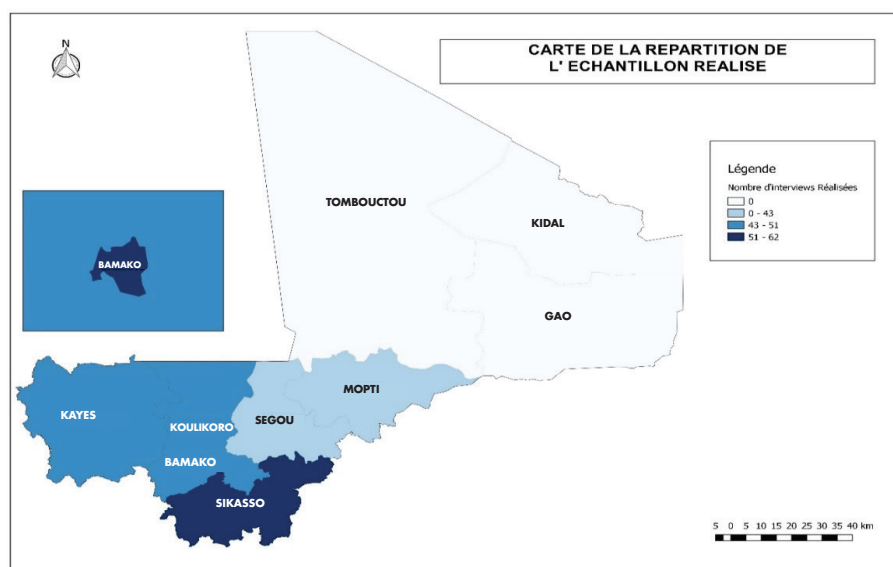 N
CARTE DE LA REPARTITION DE
L' ECHANTILLON REALISE
Légende
Nombre d'interviews Réalisées
0
0 - 43
43 - 51
51 - 62
TOMBOUCTOU
KIDAL
GAO
BAMAKO
MOPTI
KAYES
SEGOU
KOULIKORO
BAMAKO
SIKASSO
5 0 5 10 15 20 25 30 35 40 km